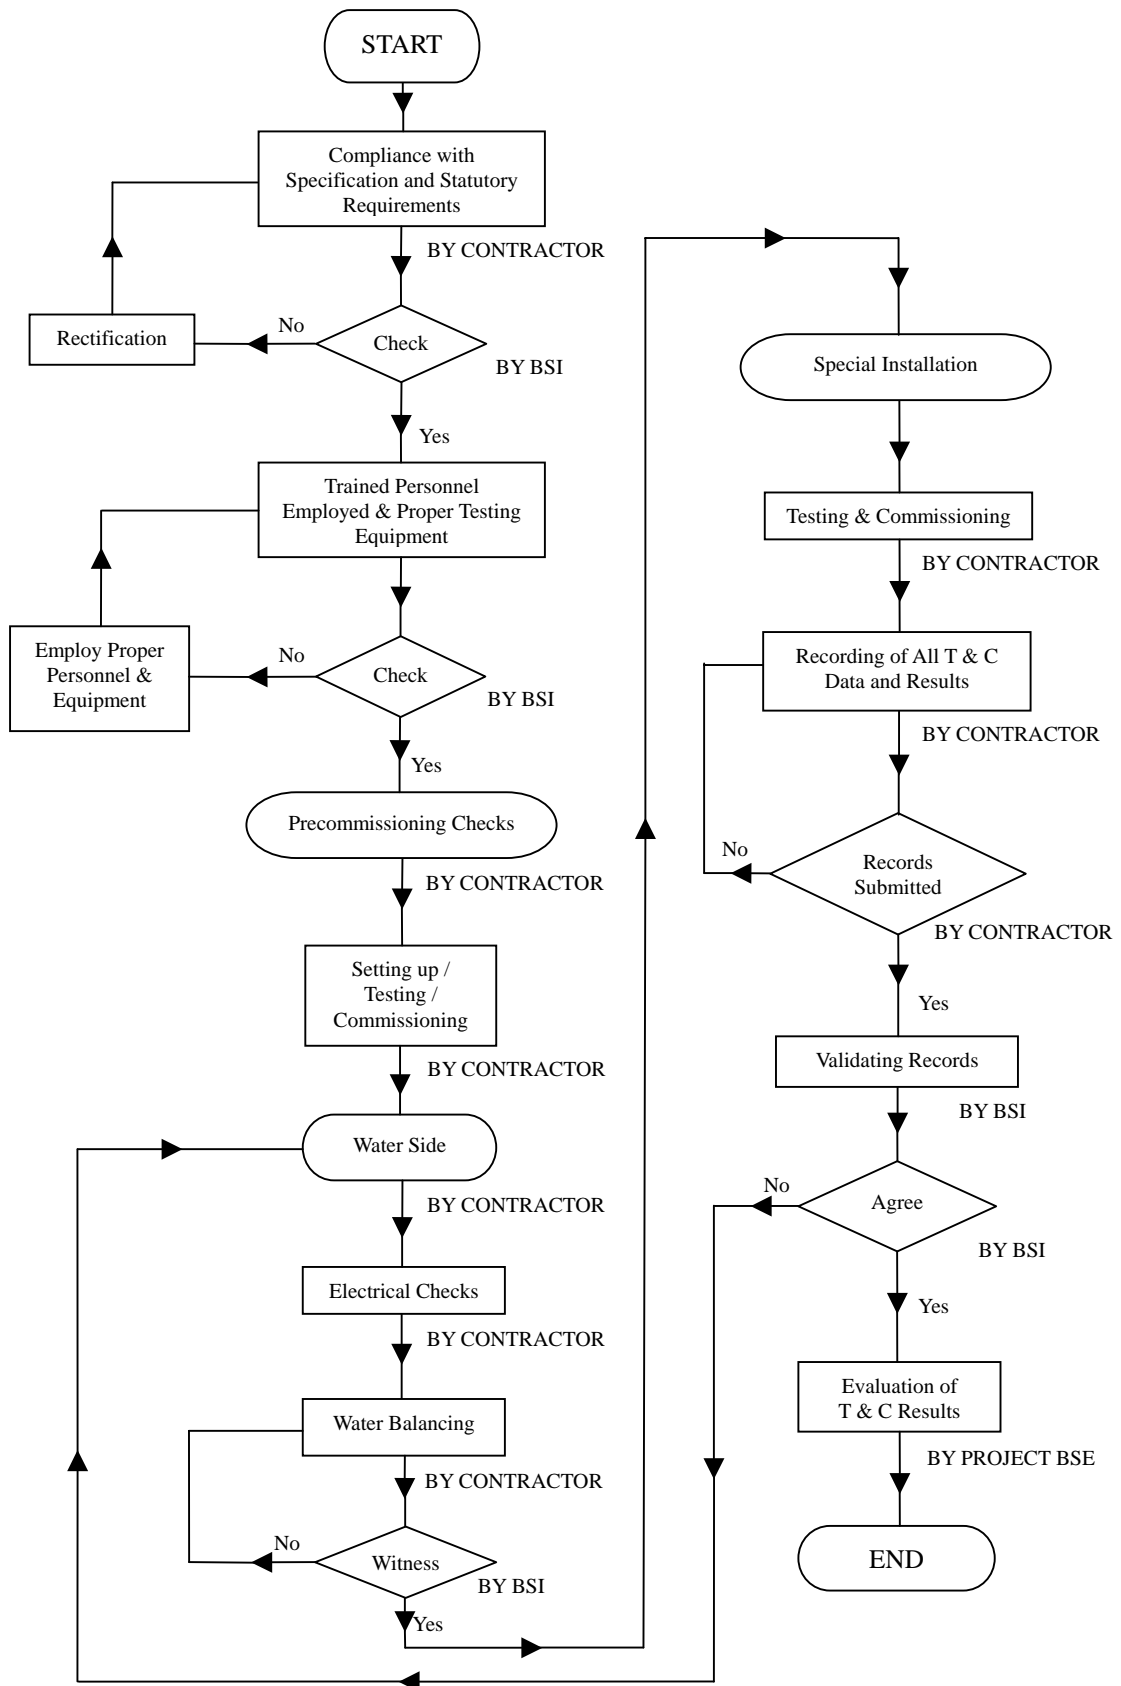 START
Compliance with
Specification and Statutory
Requirements
BY CONTRACTOR
No
Rectification
Check
BY BSI
Yes
Trained Personnel
Employed & Proper Testing
Equipment
Employ Proper
Personnel &
Equipment
No
Check
BY BSI
Yes
Precommissioning Checks
BY CONTRACTOR
Setting up /
Testing /
Commissioning
BY CONTRACTOR
Water Side
BY CONTRACTOR
Electrical Checks
BY CONTRACTOR
Water Balancing
BY CONTRACTOR
No
Witness
BY BSI
Yes
Special Installation
Testing & Commissioning
BY CONTRACTOR
Recording of All T & C
Data and Results
BY CONTRACTOR
No
Records
Submitted
BY CONTRACTOR
Yes
Validating Records
BY BSI
No
Agree
BY BSI
Yes
Evaluation of
T & C Results
BY PROJECT BSE
END